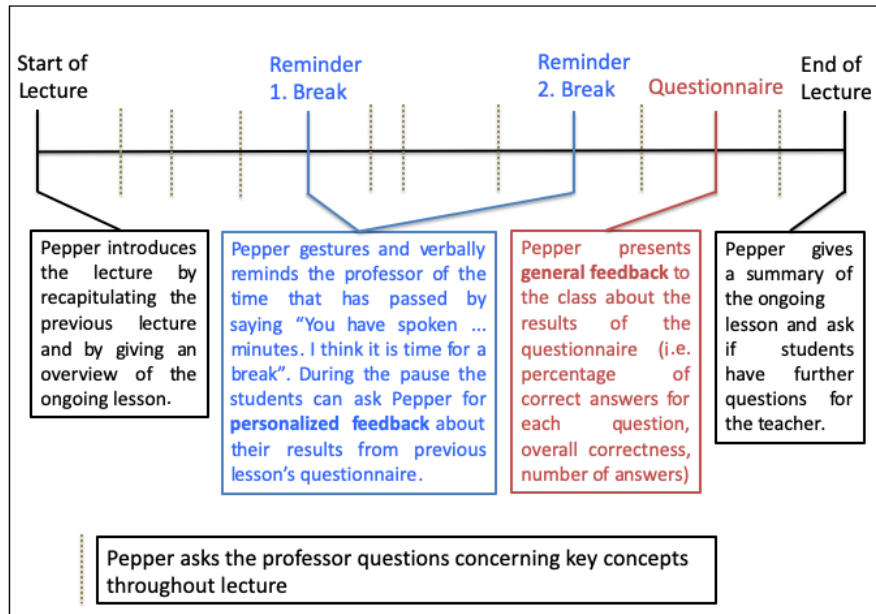 Start of
Lecture
Reminder
1. Break
Reminder
2. Break
Questionnaire
End of
Lecture
Pepper introduces
the lecture by
recapitulating the
previous lecture
and by giving an
overview of the
ongoing lesson.
Pepper gestures and verbally
reminds the professor of the
time that has passed by
saying “You have spoken ...
minutes. I think it is time for a
break”. During the pause the
students can ask Pepper for
personalized feedback about
their results from previous
lesson’s questionnaire.
Pepper presents
general feedback to
the class about the
results of the
questionnaire (i.e.
percentage of
correct answers for
each question,
overall correctness,
number of answers)
Pepper gives
a summary of
the ongoing
lesson and ask
if students
have further
questions for
the teacher.
Pepper asks the professor questions concerning key concepts
throughout lecture